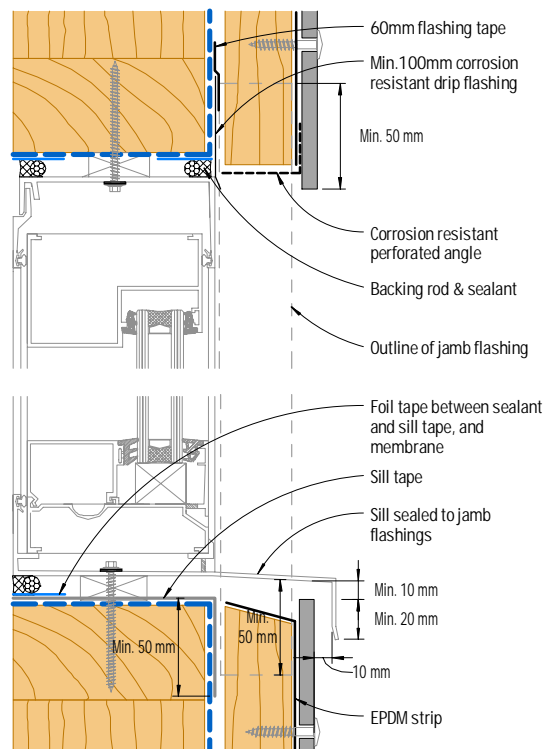 60mm flashing tape
Min.100mm corrosion
resistant drip flashing
Min. 50 mm
Corrosion resistant
perforated angle
Backing rod & sealant
Outline of jamb flashing
Foil tape between sealant
and sill tape, and
membrane
Sill tape
Sill sealed to jamb
flashings
Min. 10 mm
Min. 20 mm
Min.
50 mm
Min. 50 mm
10 mm
EPDM strip